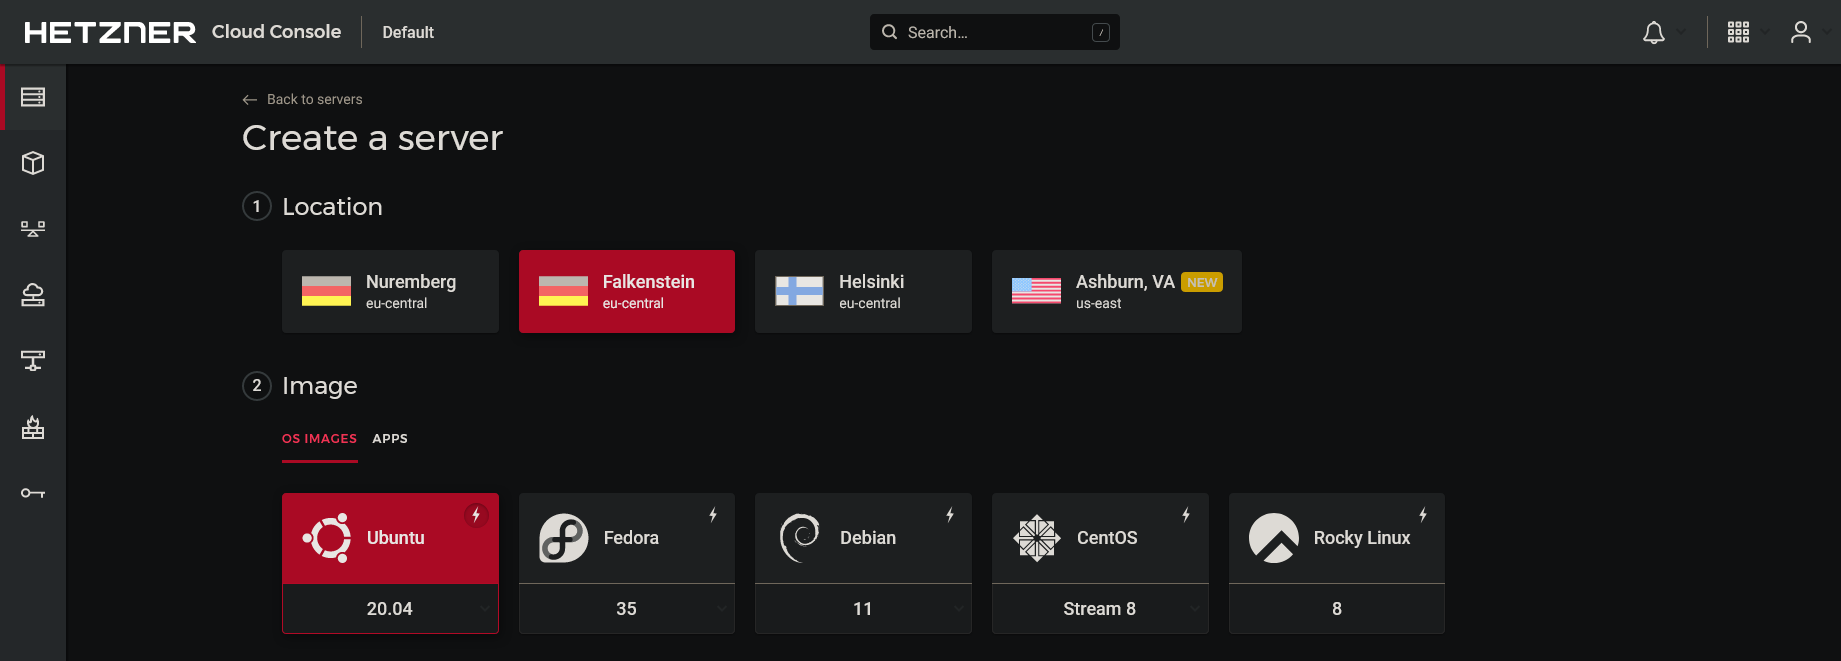 HETZNER Cloud Console Default Search... /
Back to servers
Create a server
1 Location
Nuremberg
eu-central
Falkenstein
eu-central
Helsinki
eu-central
Ashburn, VA NEW
us-east
2 Image
OS IMAGES APPS
Ubuntu
20.04
Fedora
35
Debian
11
CentOS
Stream 8
Rocky Linux
8